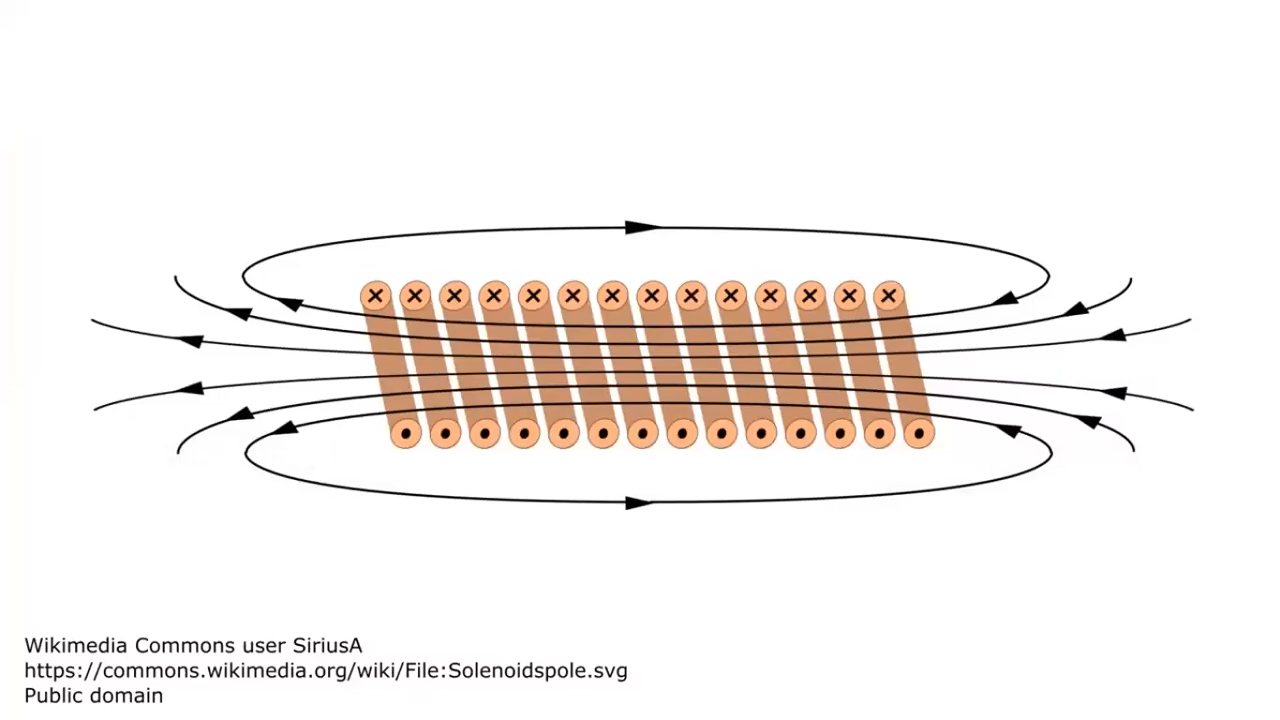 Wikimedia Commons user SiriusA
https://commons.wikimedia.org/wiki/File:Solenoidspole.svg
Public domain